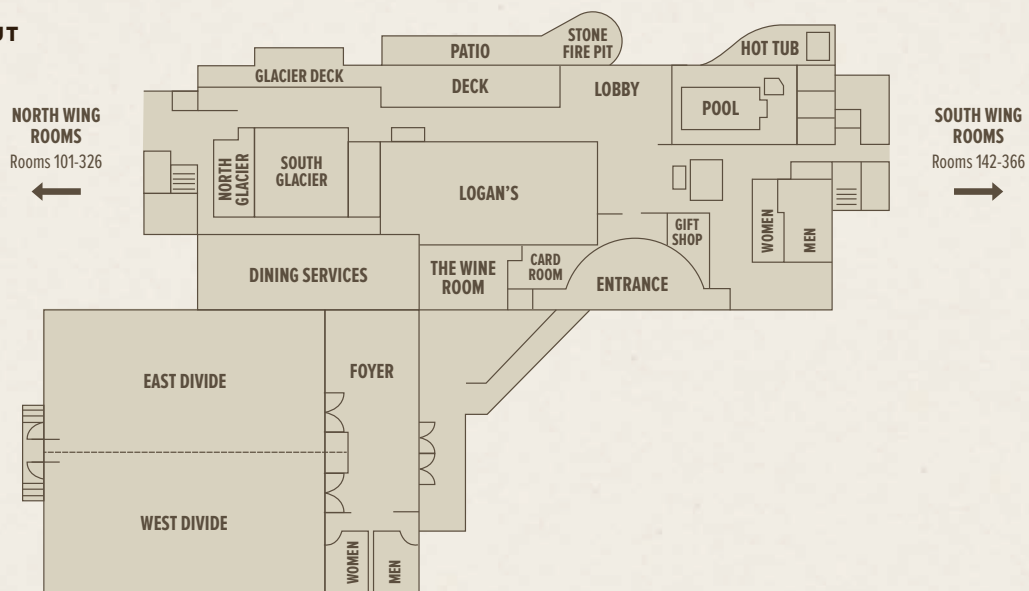 UT
PATIO
STONE
FIRE PIT
HOT TUB
GLACIER DECK
DECK
LOBBY
POOL
NORTH WING
ROOMS
Rooms 101-326
SOUTH WING
ROOMS
Rooms 142-366
NORTH
GLACIER
SOUTH
GLACIER
LOGAN'S
GIFT
SHOP
WOMEN
MEN
DINING SERVICES
THE WINE
ROOM
CARD
ROOM
ENTRANCE
EAST DIVIDE
FOYER
WEST DIVIDE
WOMEN
MEN